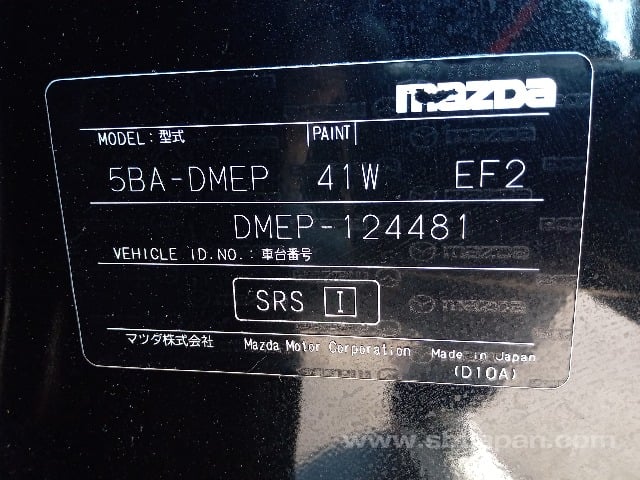 mazda
MODEL: 型式 PAINT
5BA-DMEP 41W EF2
DMEP-124481
VEHICLE ID.NO.: 車台番号
SRS I
マツダ株式会社 Mazda Motor Corporation Made in Japan
(D10A)
www.sbtjapan.com